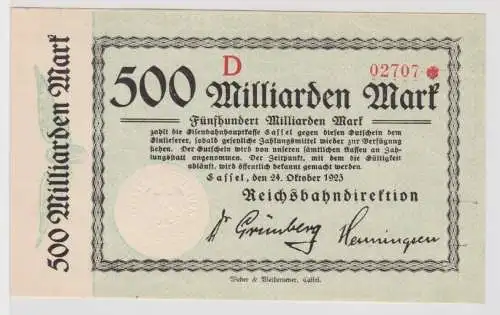 500 Milliarden Mark
D
02707
500 Milliarden Mark
Fünfhundert Milliarden Mark
zahlt die Eisenbahnhauptkasse Cassel gegen diesen Gutschein dem
Einlieferer, sobald gesetzliche Zahlungsmittel wieder zur Verfügung
stehen. Der Gutschein wird von unseren sämtlichen Kassen an Zah-
lungsstatt angenommen. Der Zeitpunkt, mit dem die Gültigkeit
abläuft, wird öffentlich bekannt gemacht werden.
Cassel, den 24. Oktober 1923
Reichsbahndirektion
Dr Grünberg Henningsen
Weber & Weidemeyer, Cassel.